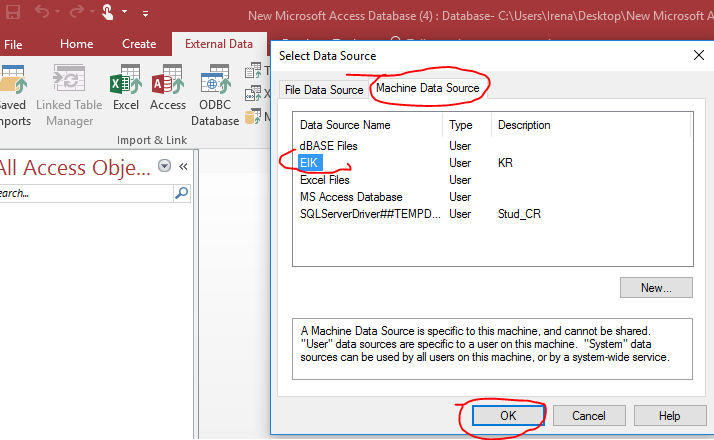 New Microsoft Access Database (4) : Database- C:\Users\Irena\Desktop\New Microsoft A
File Home Create External Data
Select Data Source
File Data Source Machine Data Source
Saved Imports
Linked Table Manager
Excel
Access
ODBC Database
T
X
M
Import & Link
Data Source Name Type Description
dBASE Files User
EIK User KR
Excel Files User
MS Access Database User
SQLServerDriver##TEMPD... User Stud_CR
All Access Obje... «
earch...
New...
A Machine Data Source is specific to this machine, and cannot be shared.
"User" data sources are specific to a user on this machine. "System" data
sources can be used by all users on this machine, or by a system-wide service.
OK Cancel Help